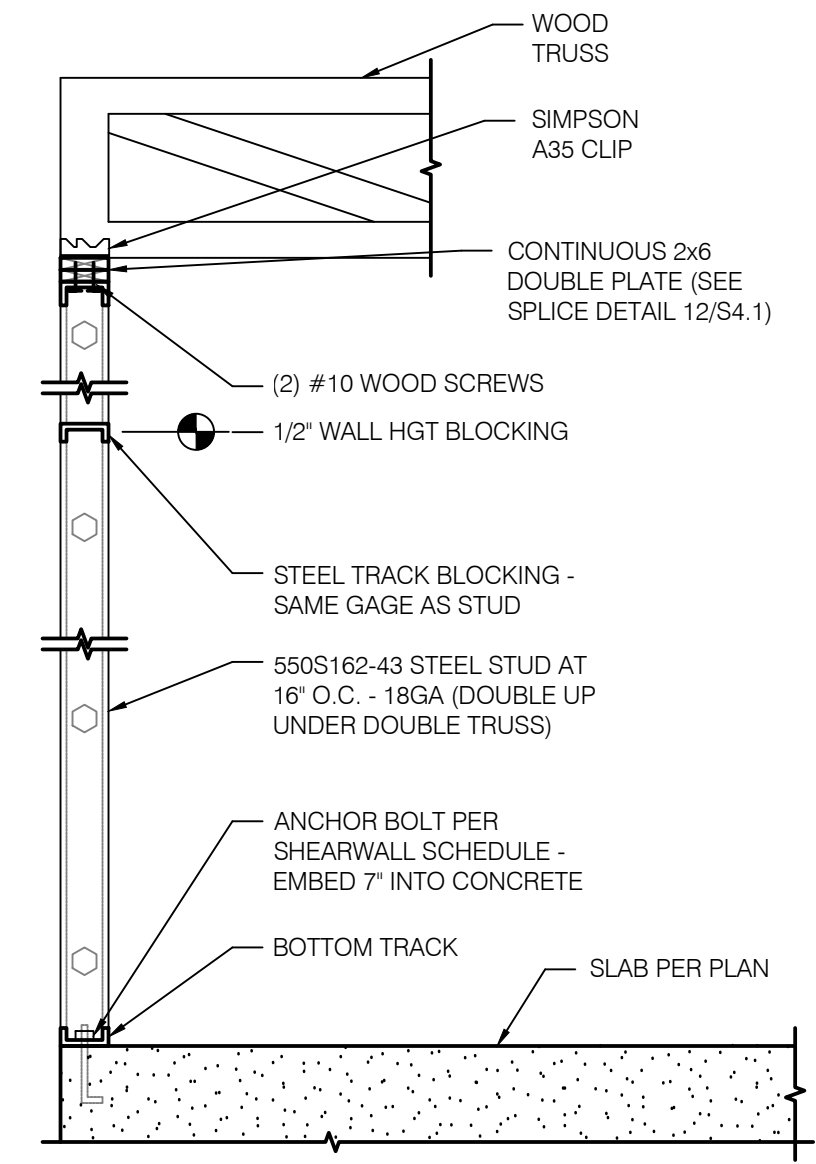 WOOD
TRUSS
SIMPSON
A35 CLIP
CONTINUOUS 2x6
DOUBLE PLATE (SEE
SPLICE DETAIL 12/S4.1)
(2) #10 WOOD SCREWS
1/2" WALL HGT BLOCKING
STEEL TRACK BLOCKING -
SAME GAGE AS STUD
550S162-43 STEEL STUD AT
16" O.C. - 18GA (DOUBLE UP
UNDER DOUBLE TRUSS)
ANCHOR BOLT PER
SHEARWALL SCHEDULE -
EMBED 7" INTO CONCRETE
BOTTOM TRACK
SLAB PER PLAN